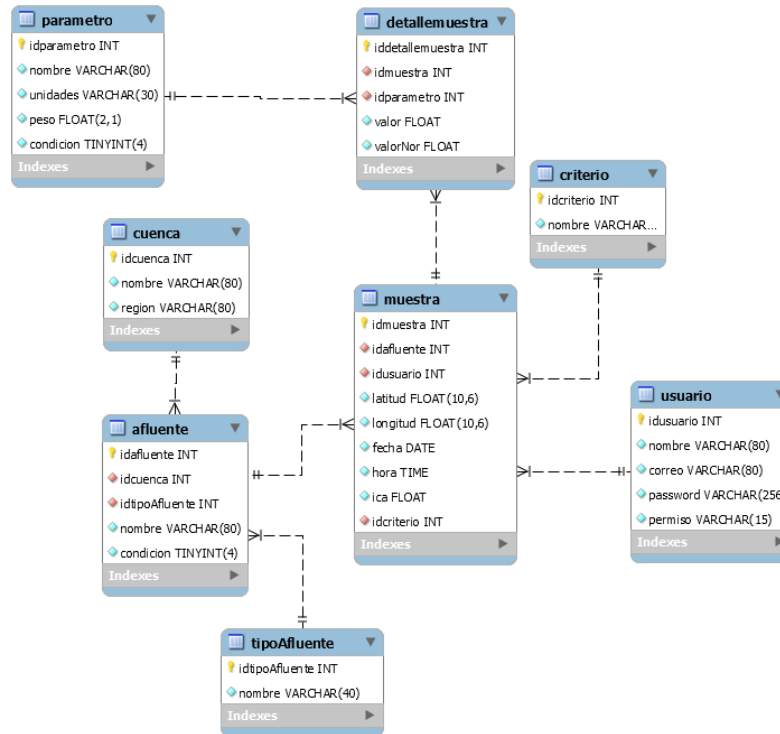 parametro
idparametro INT
nombre VARCHAR(80)
unidades VARCHAR(30)
peso FLOAT(2,1)
condicion TINYINT(4)
Indexes
detallemuestra
iddetallemuestra INT
idmuestra INT
idparametro INT
valor FLOAT
valorNor FLOAT
Indexes
criterio
idcriterio INT
nombre VARCHAR...
Indexes
cuenca
idcuenca INT
nombre VARCHAR(80)
region VARCHAR(80)
Indexes
muestra
idmuestra INT
idafluente INT
idusuario INT
latitud FLOAT(10,6)
longitud FLOAT(10,6)
fecha DATE
hora TIME
ica FLOAT
idcriterio INT
Indexes
usuario
idusuario INT
nombre VARCHAR(80)
correo VARCHAR(80)
password VARCHAR(256
permiso VARCHAR(15)
Indexes
afluente
idafluente INT
idcuenca INT
idtipoAfluente INT
nombre VARCHAR(80)
condicion TINYINT(4)
Indexes
tipoAfluente
idtipoAfluente INT
nombre VARCHAR(40)
Indexes